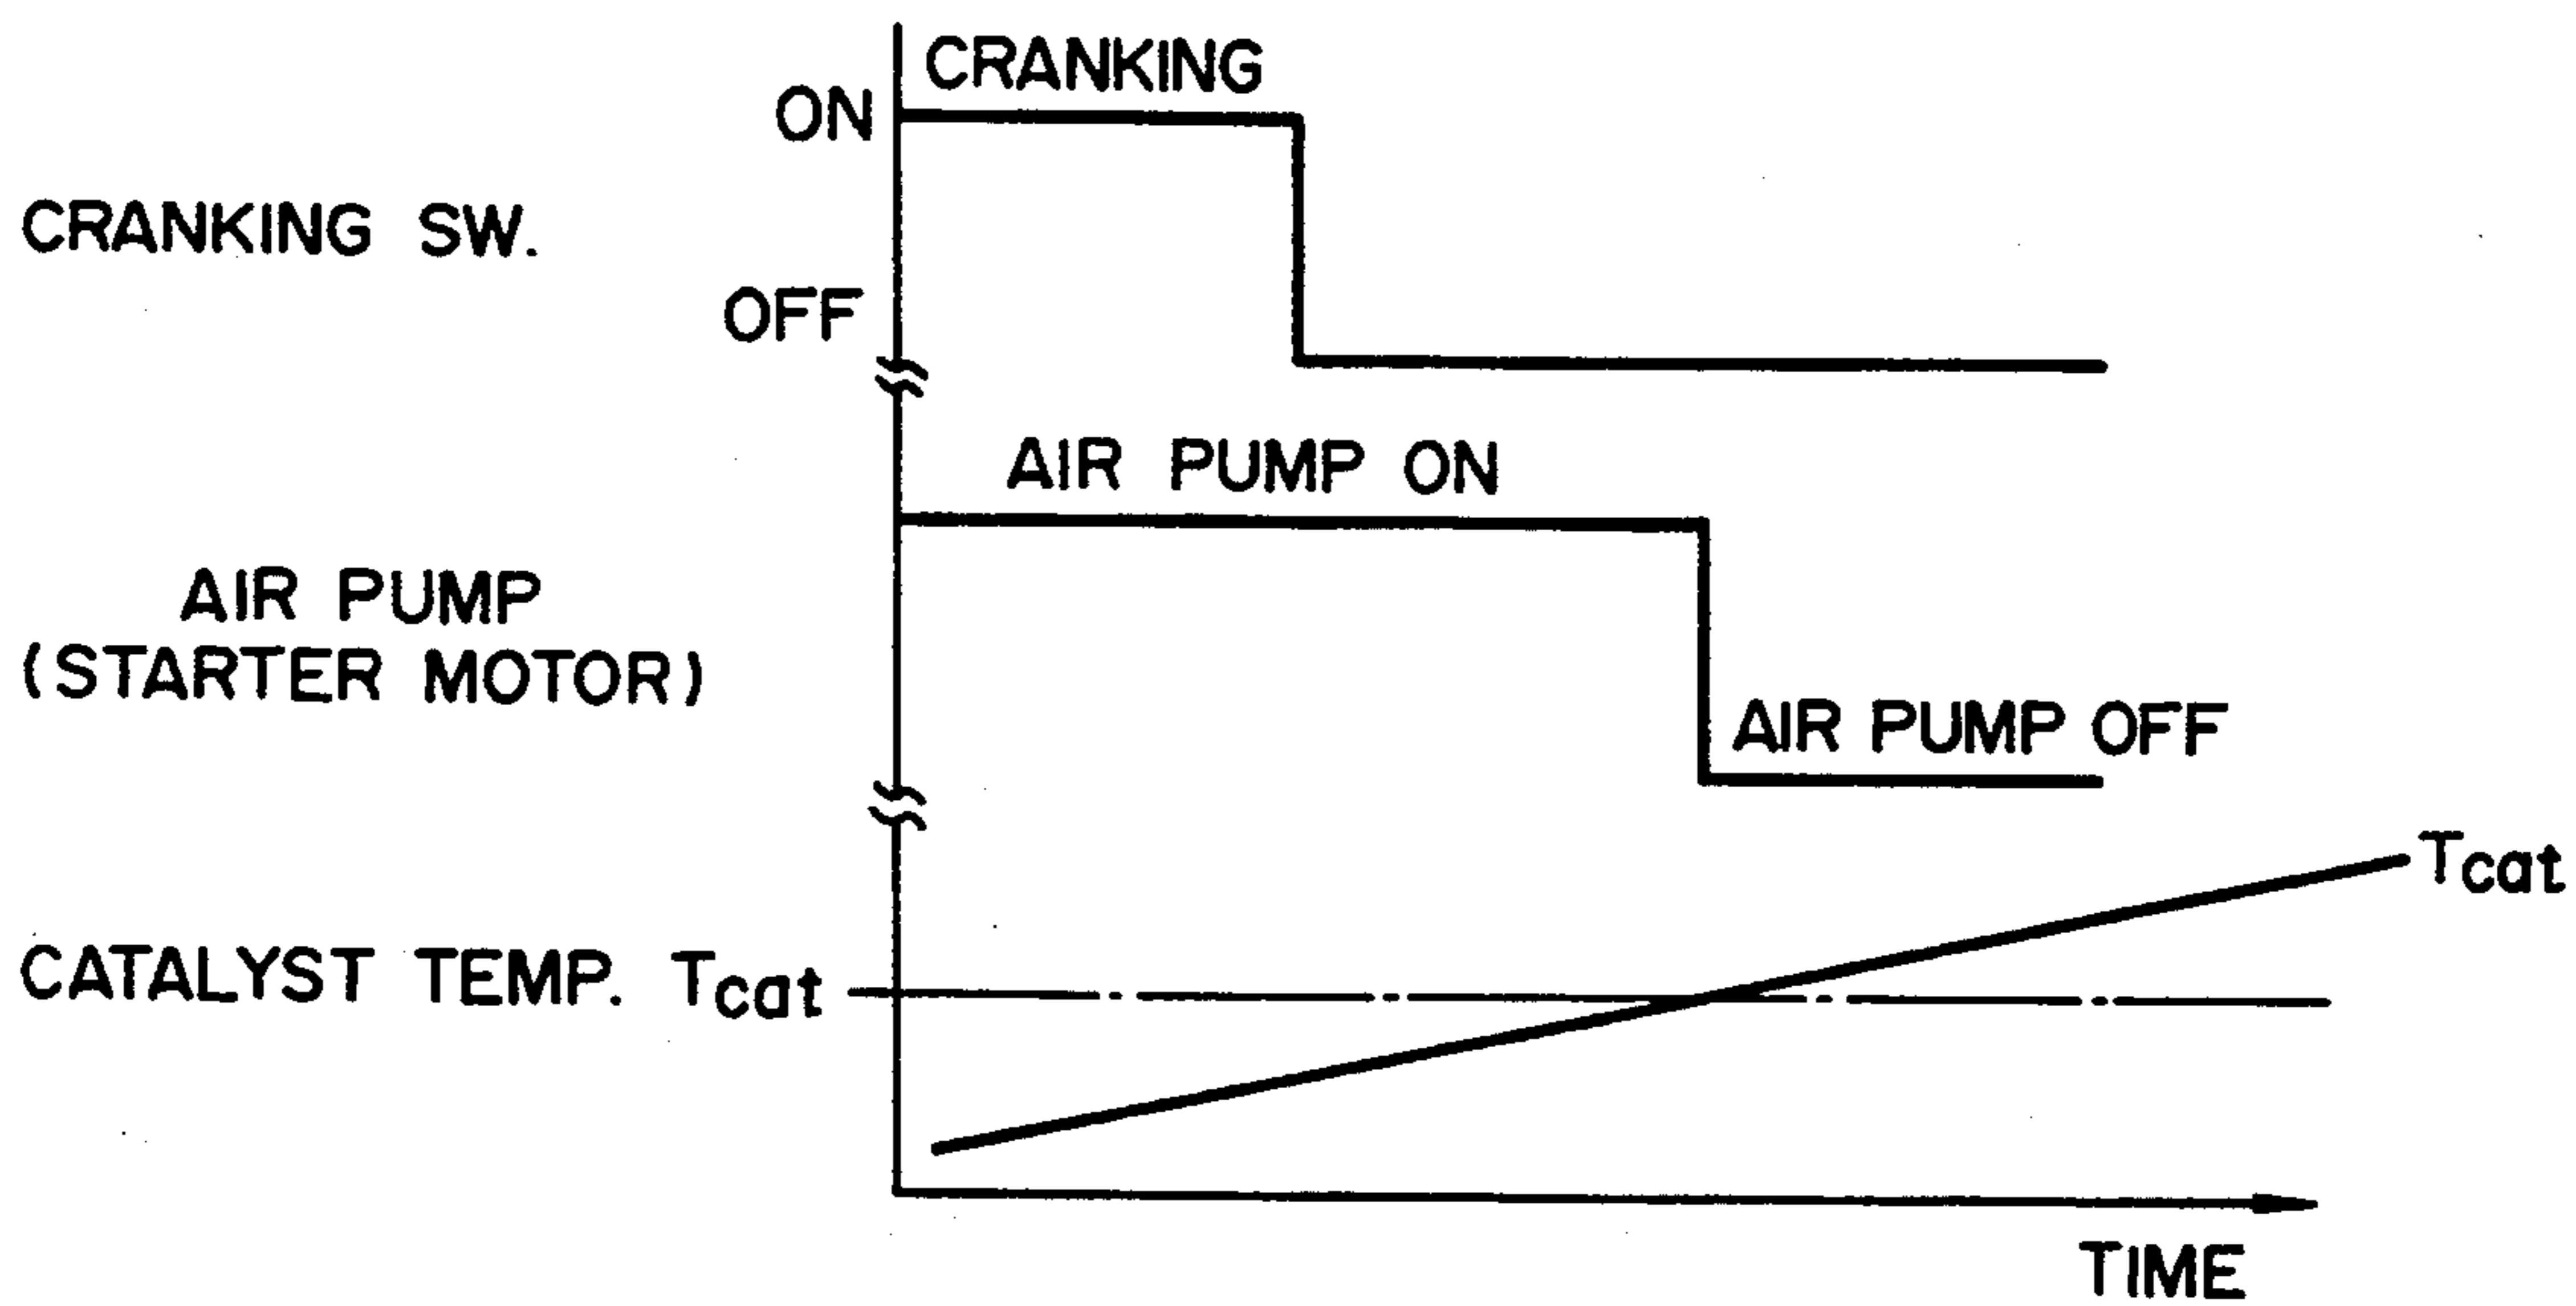 CRANKING
ON
CRANKING SW.
OFF
AIR PUMP ON
AIR PUMP
(STARTER MOTOR)
AIR PUMP OFF
Tcat
CATALYST TEMP. Tcat
TIME